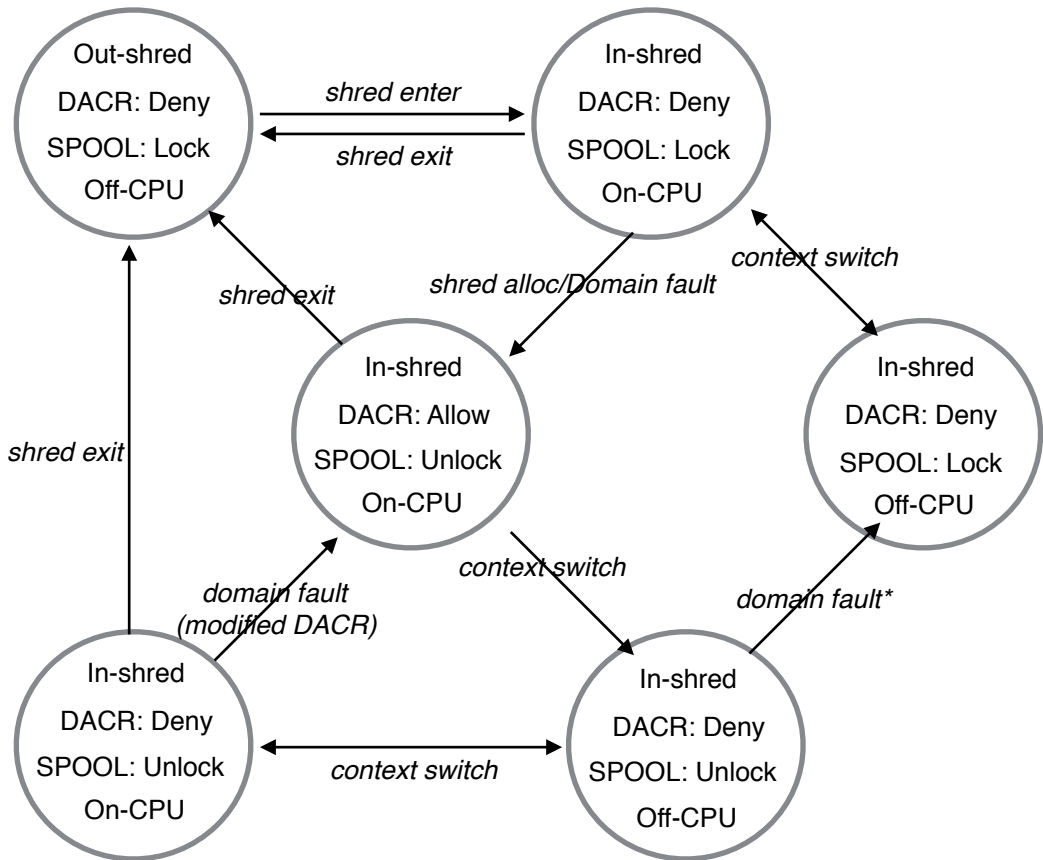 Out-shred
DACR: Deny
SPOOL: Lock
Off-CPU
shred enter
shred exit
In-shred
DACR: Deny
SPOOL: Lock
On-CPU
shred exit
shred alloc/Domain fault
context switch
In-shred
DACR: Allow
SPOOL: Unlock
On-CPU
In-shred
DACR: Deny
SPOOL: Lock
Off-CPU
shred exit
domain fault
(modified DACR)
context switch
domain fault*
In-shred
DACR: Deny
SPOOL: Unlock
On-CPU
context switch
In-shred
DACR: Deny
SPOOL: Unlock
Off-CPU